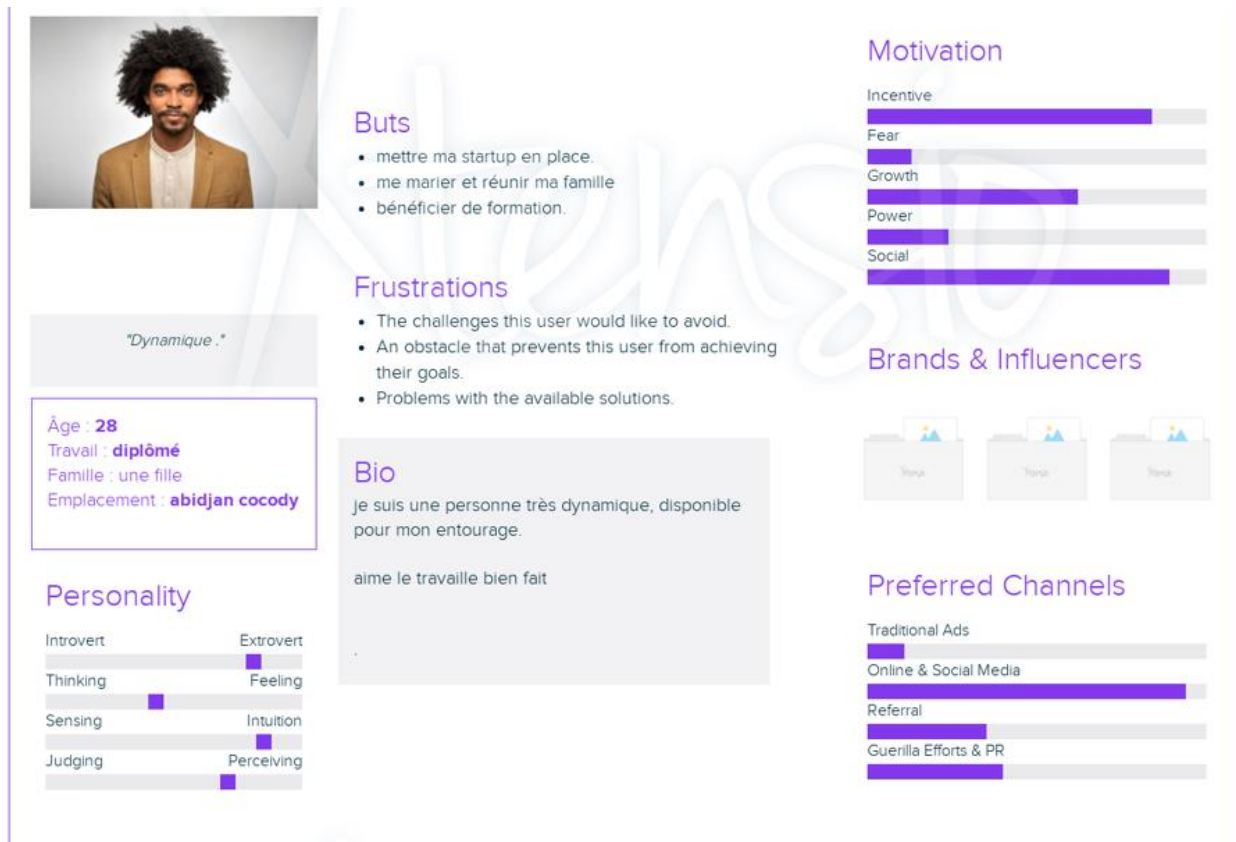 "Dynamique ."
Âge : 28
Travail : diplômé
Famille : une fille
Emplacement : abidjan cocody
Personality
Introvert Extrovert
Thinking Feeling
Sensing Intuition
Judging Perceiving
Buts
• mettre ma startup en place.
• me marier et réunir ma famille
• bénéficier de formation.
Frustrations
• The challenges this user would like to avoid.
• An obstacle that prevents this user from achieving
their goals.
• Problems with the available solutions.
Bio
je suis une personne très dynamique, disponible
pour mon entourage.
aime le travaille bien fait
.
Motivation
Incentive
Fear
Growth
Power
Social
Brands & Influencers
Preferred Channels
Traditional Ads
Online & Social Media
Referral
Guerilla Efforts & PR
Xtensio